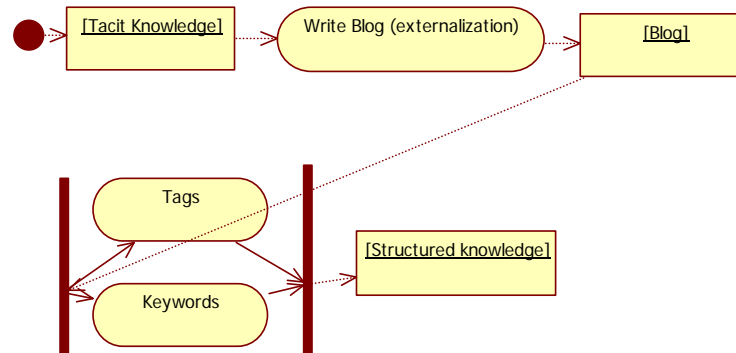 [Tacit Knowledge]
Write Blog (externalization)
[Blog]
Tags
[Structured knowledge]
Keywords